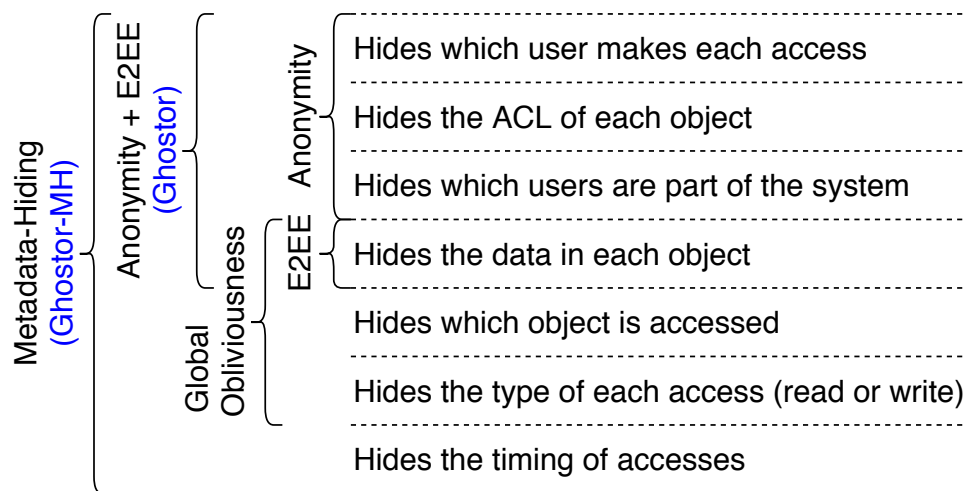 Metadata-Hiding
(Ghostor-MH)
Anonymity + E2EE
(Ghostor)
Global
Obliviousness
Anonymity
E2EE
Hides which user makes each access
Hides the ACL of each object
Hides which users are part of the system
Hides the data in each object
Hides which object is accessed
Hides the type of each access (read or write)
Hides the timing of accesses